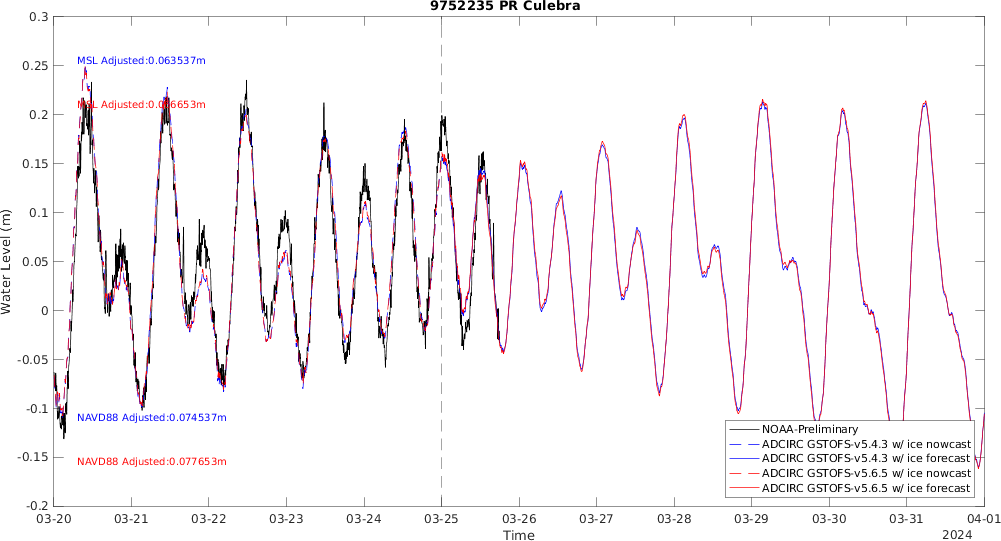 9752235 PR Culebra
0.3
0.25
0.2
0.15
0.1
0.05
0
-0.05
-0.1
-0.15
-0.2
Water Level (m)
MSL Adjusted:0.063537m
MSL Adjusted:0.066653m
NAVD88 Adjusted:0.074537m
NAVD88 Adjusted:0.077653m
NOAA-Preliminary
ADCIRC GSTOFS-v5.4.3 w/ ice nowcast
ADCIRC GSTOFS-v5.4.3 w/ ice forecast
ADCIRC GSTOFS-v5.6.5 w/ ice nowcast
ADCIRC GSTOFS-v5.6.5 w/ ice forecast
03-20 03-21 03-22 03-23 03-24 03-25 03-26 03-27 03-28 03-29 03-30 03-31 04-01
Time
2024